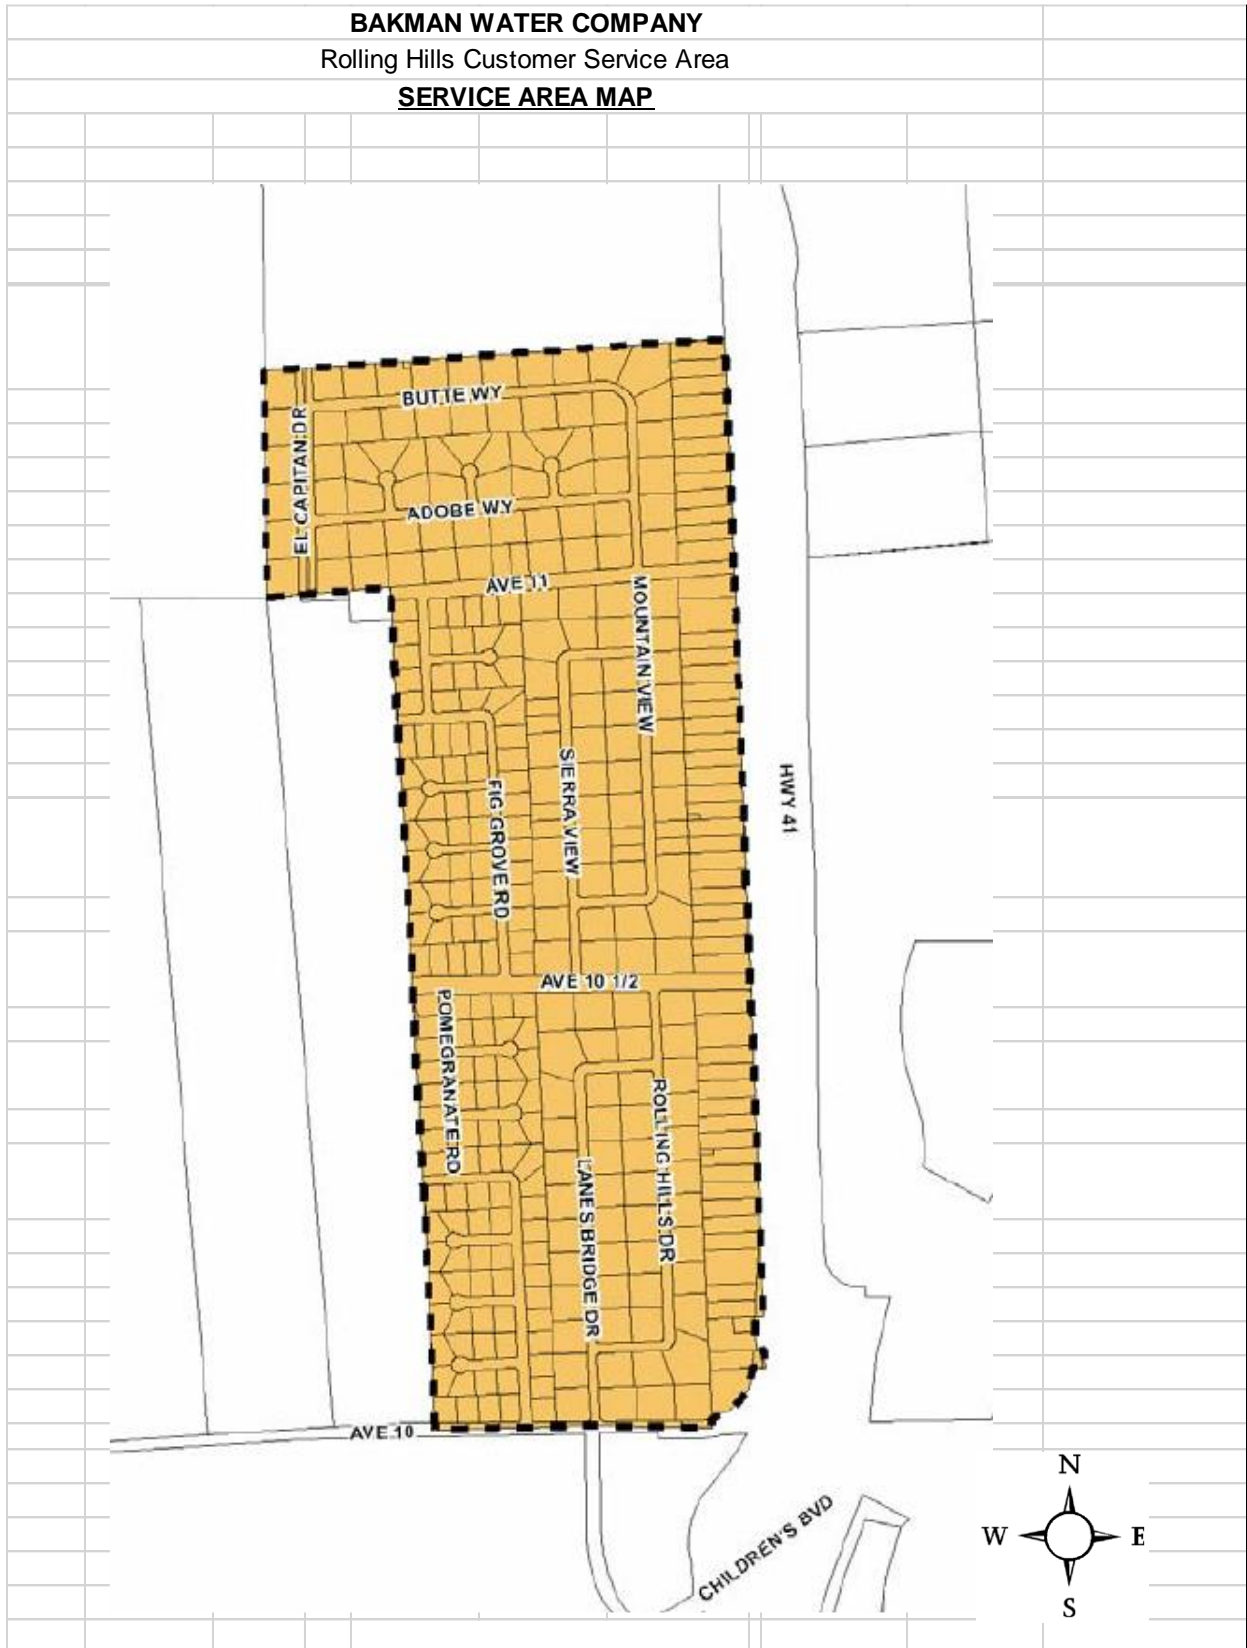 BAKMAN WATER COMPANY
Rolling Hills Customer Service Area
SERVICE AREA MAP
BUTTE WY
EL CAPITAN DR
ADOBE WY
AVE 11
MOUNTAIN VIEW
SIERRA VIEW
FIG GROVE RD
HWY 41
AVE 10 1/2
POMEGRANATE RD
ROLLING HILLS DR
LANES BRIDGE DR
AVE 10
CHILDREN'S BVD
N
W
E
S